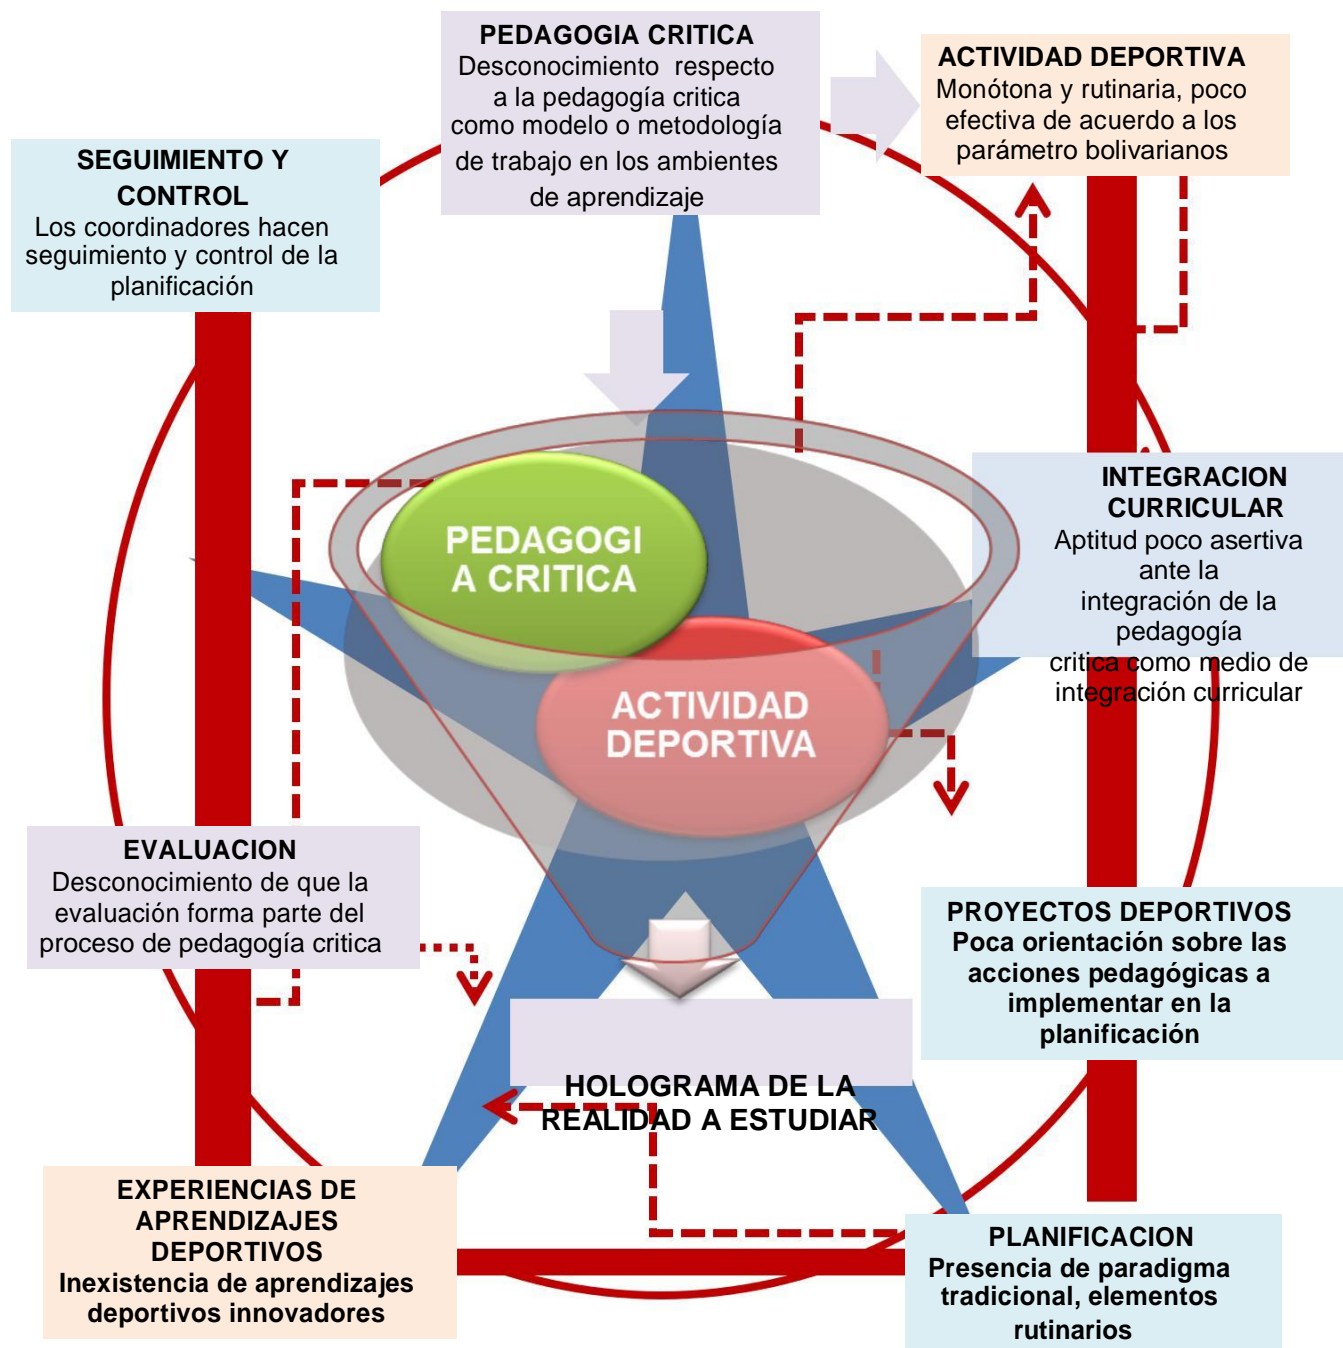 PEDAGOGIA CRITICA
Desconocimiento respecto
a la pedagogía critica
como modelo o metodología
de trabajo en los ambientes
de aprendizaje
ACTIVIDAD DEPORTIVA
Monótona y rutinaria, poco
efectiva de acuerdo a los
parámetro bolivarianos
SEGUIMIENTO Y
CONTROL
Los coordinadores hacen
seguimiento y control de la
planificación
INTEGRACION
CURRICULAR
Aptitud poco asertiva
ante la
integración de la
pedagogía
critica como medio de
integración curricular
PEDAGOGI
A CRITICA
ACTIVIDAD
DEPORTIVA
EVALUACION
Desconocimiento de que la
evaluación forma parte del
proceso de pedagogía critica
PROYECTOS DEPORTIVOS
Poca orientación sobre las
acciones pedagógicas a
implementar en la
planificación
HOLOGRAMA DE LA
REALIDAD A ESTUDIAR
EXPERIENCIAS DE
APRENDIZAJES
DEPORTIVOS
Inexistencia de aprendizajes
deportivos innovadores
PLANIFICACION
Presencia de paradigma
tradicional, elementos
rutinarios